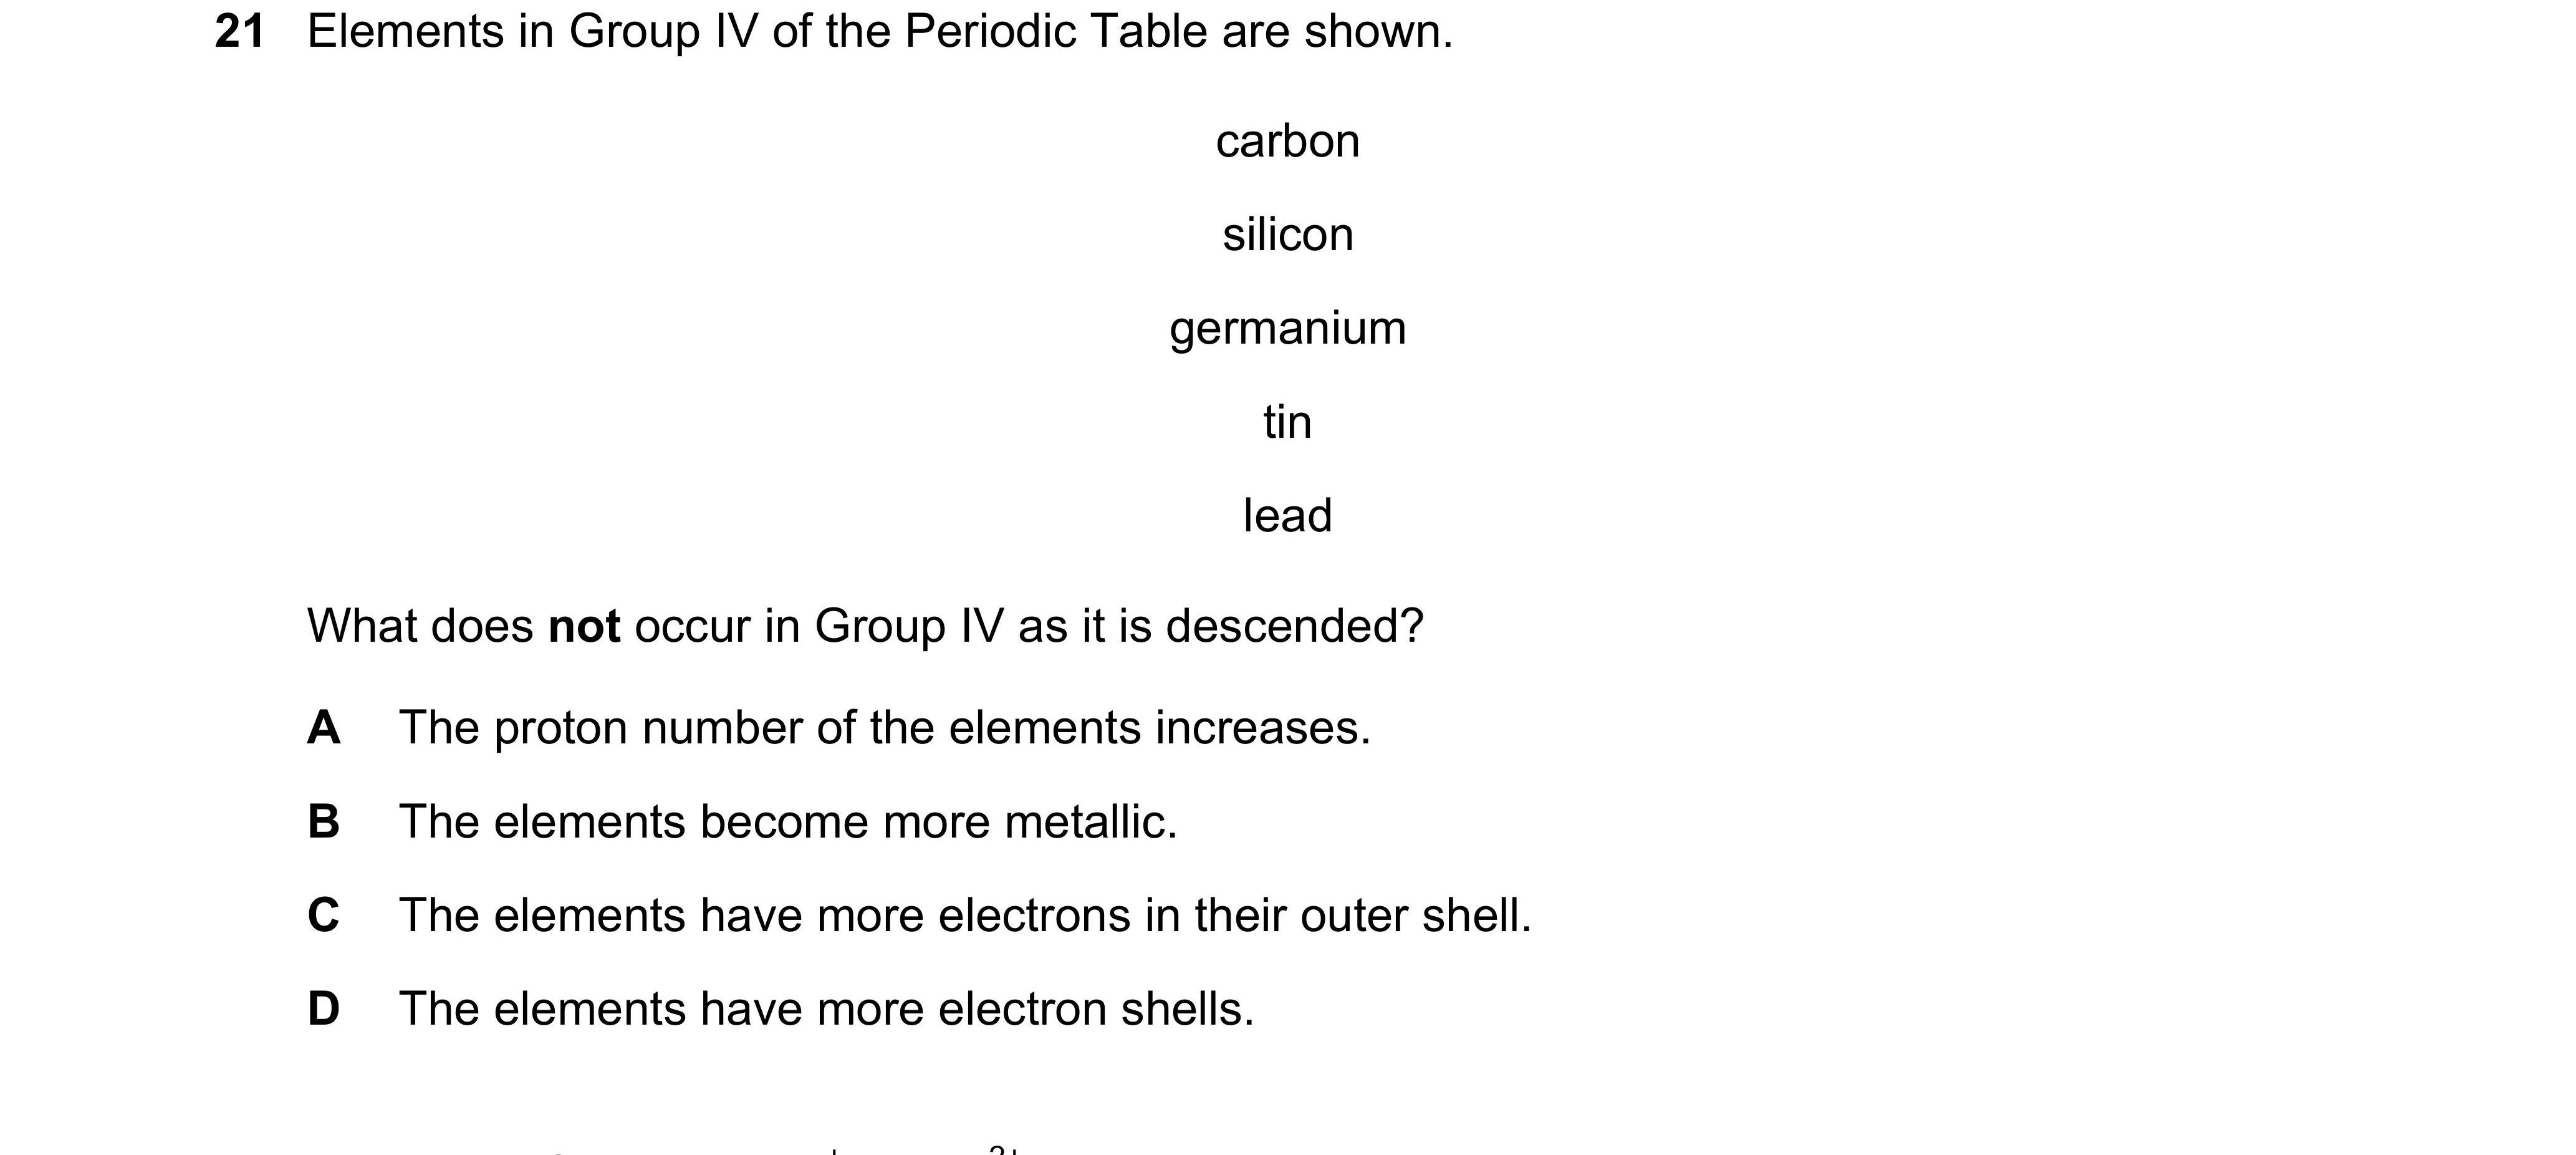 21 Elements in Group IV of the Periodic Table are shown.
carbon
silicon
germanium
tin
lead
What does not occur in Group IV as it is descended?
A The proton number of the elements increases.
B The elements become more metallic.
C The elements have more electrons in their outer shell.
D The elements have more electron shells.